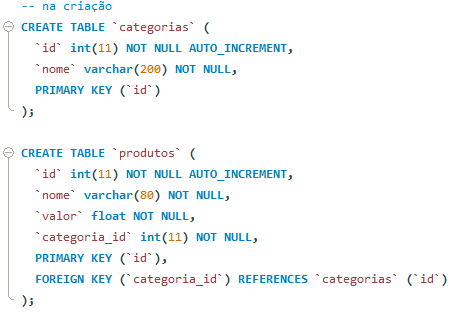 -- na criação
CREATE TABLE `categorias` (
`id` int(11) NOT NULL AUTO_INCREMENT,
`nome` varchar(200) NOT NULL,
PRIMARY KEY (`id`)
);
CREATE TABLE `produtos` (
`id` int(11) NOT NULL AUTO_INCREMENT,
`nome` varchar(80) NOT NULL,
`valor` float NOT NULL,
`categoria_id` int(11) NOT NULL,
PRIMARY KEY (`id`),
FOREIGN KEY (`categoria_id`) REFERENCES `categorias` (`id`)
);